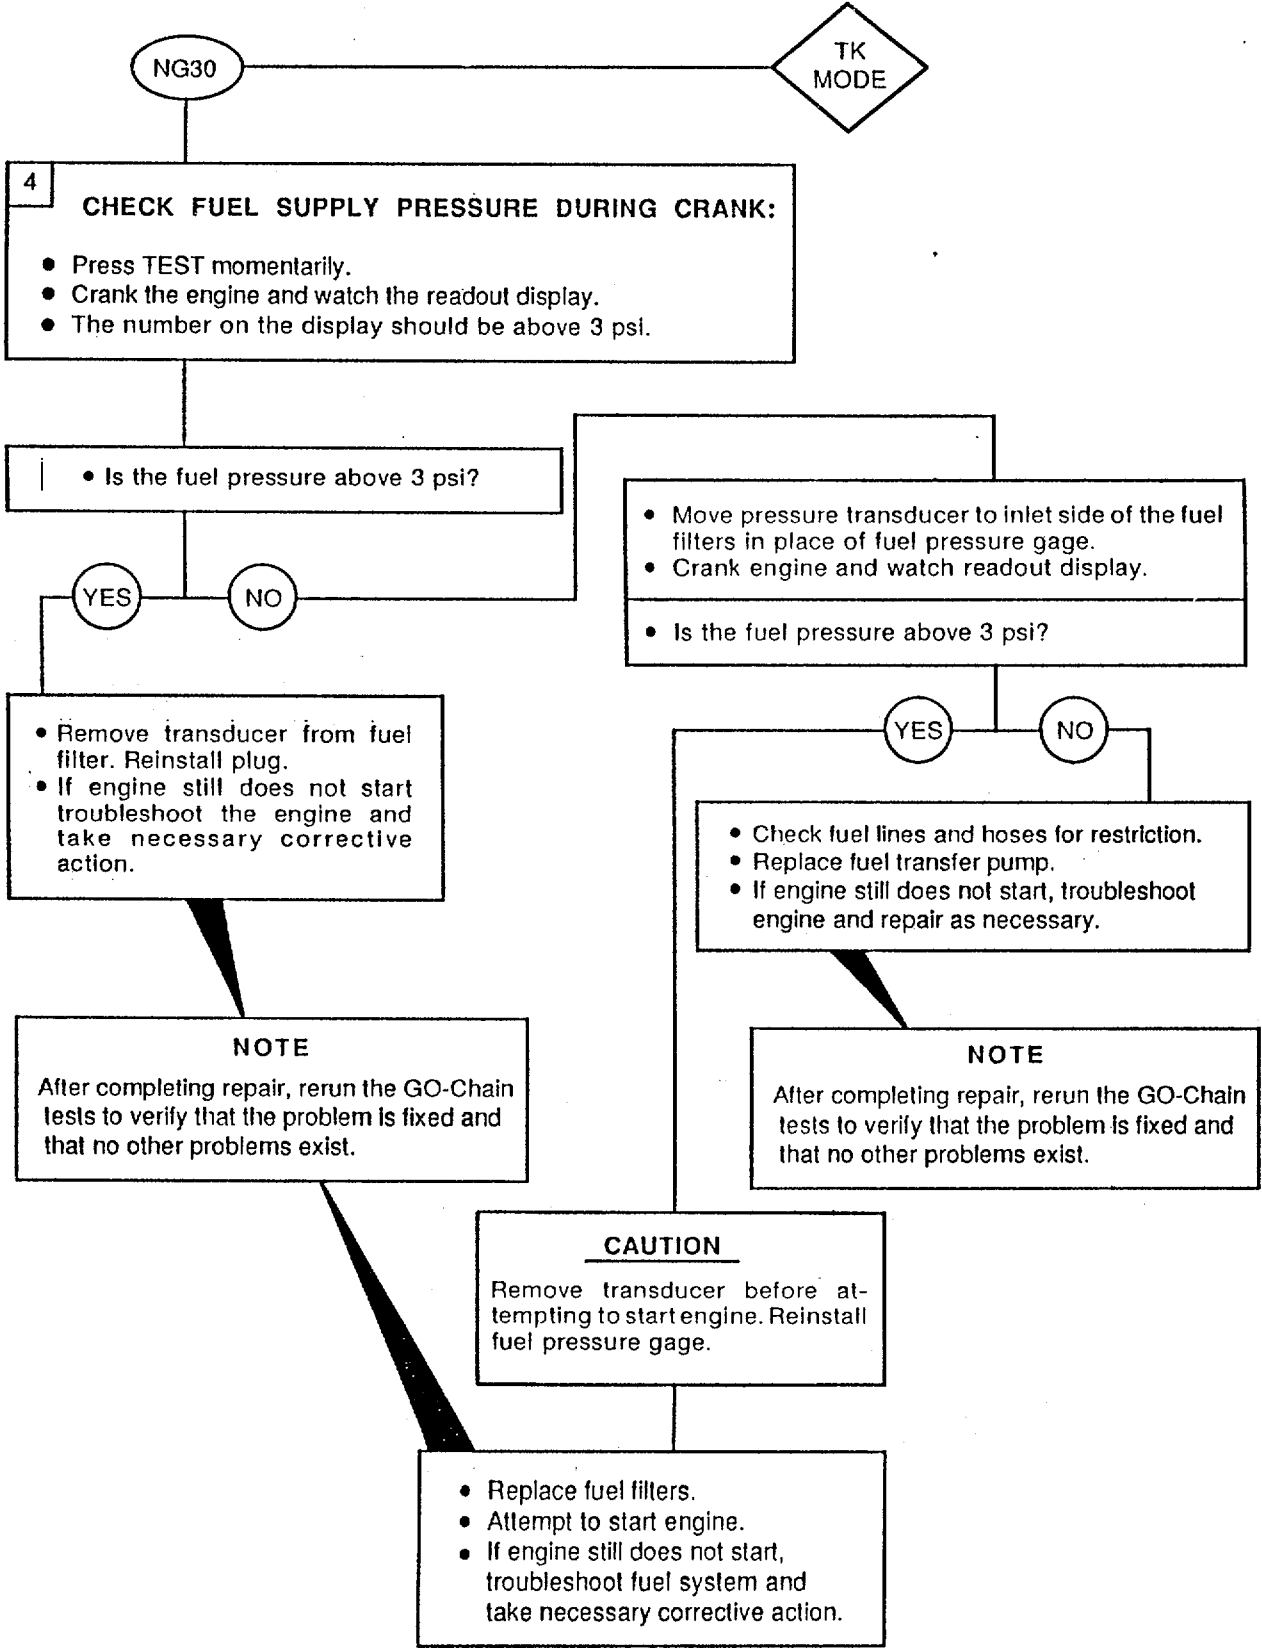 NG30
TK
MODE
4
CHECK FUEL SUPPLY PRESSURE DURING CRANK:
• Press TEST momentarily.
• Crank the engine and watch the readout display.
• The number on the display should be above 3 psi.
• Is the fuel pressure above 3 psi?
YES
NO
• Move pressure transducer to inlet side of the fuel
filters in place of fuel pressure gage.
• Crank engine and watch readout display.
• Is the fuel pressure above 3 psi?
YES
NO
• Remove transducer from fuel
filter. Reinstall plug.
• If engine still does not start
troubleshoot the engine and
take necessary corrective
action.
• Check fuel lines and hoses for restriction.
• Replace fuel transfer pump.
• If engine still does not start, troubleshoot
engine and repair as necessary.
NOTE
After completing repair, rerun the GO-Chain
tests to verify that the problem is fixed and
that no other problems exist.
NOTE
After completing repair, rerun the GO-Chain
tests to verify that the problem is fixed and
that no other problems exist.
CAUTION
Remove transducer before at-
tempting to start engine. Reinstall
fuel pressure gage.
• Replace fuel filters.
• Attempt to start engine.
• If engine still does not start,
troubleshoot fuel system and
take necessary corrective action.